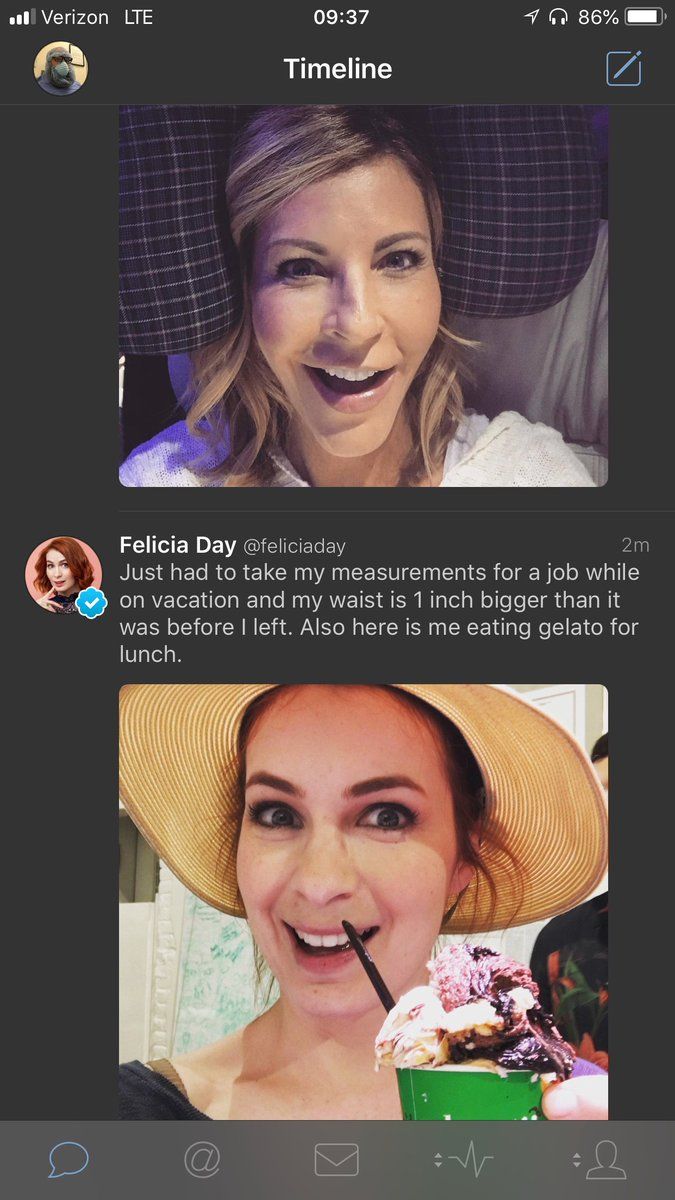 Verizon LTE 09:37 86%
Timeline
Felicia Day @feliciaday 2m
Just had to take my measurements for a job while
on vacation and my waist is 1 inch bigger than it
was before I left. Also here is me eating gelato for
lunch.
@